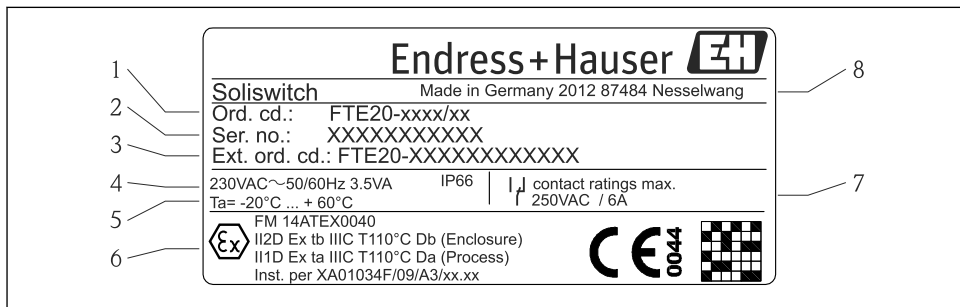 Endress+Hauser EH
Soliswitch Made in Germany 2012 87484 Nesselwang
1 Ord. cd.: FTE20-xxxx/xx 8
2 Ser. no.: XXXXXXXXXXX
3 Ext. ord. cd.: FTE20-XXXXXXXXXXXXX
4 230VAC～50/60Hz 3.5VA IP66 contact ratings max. 7
5 Ta= -20°C ... + 60°C 250VAC / 6A
FM 14ATEX0040
6 Ex II2D Ex tb IIIC T110°C Db (Enclosure) CE 0044
II1D Ex ta IIIC T110°C Da (Process)
Inst. per XA01034F/09/A3/xx.xx